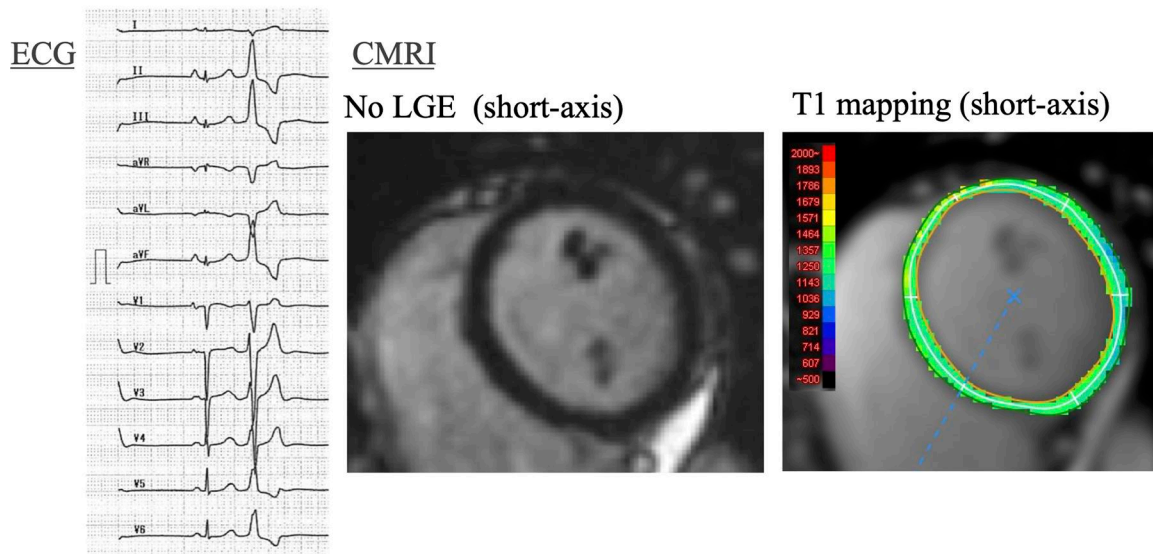 ECG
I
II
III
aVR
aVL
aVF
V1
V2
V3
V4
V5
V6
CMRI
No LGE (short-axis)
T1 mapping (short-axis)
2000~
1893
1786
1679
1571
1464
1357
1250
1143
1036
929
821
714
607
~500